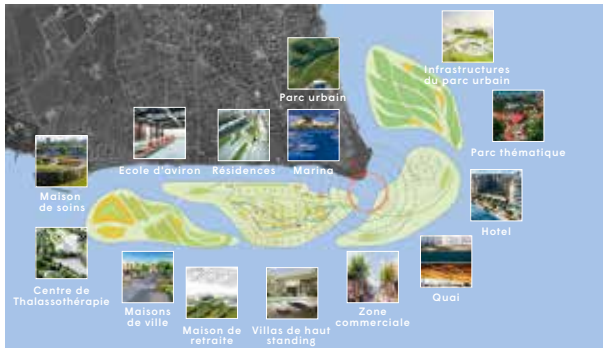 Infrastructures
du parc urbain
Parc urbain
Parc thématique
Ecole d'aviron
Résidences
Marina
Maison
de soins
Hotel
Centre de
Thalassothérapie
Maisons
de ville
Maison de
retraite
Villas de haut
standing
Zone
commerciale
Quai